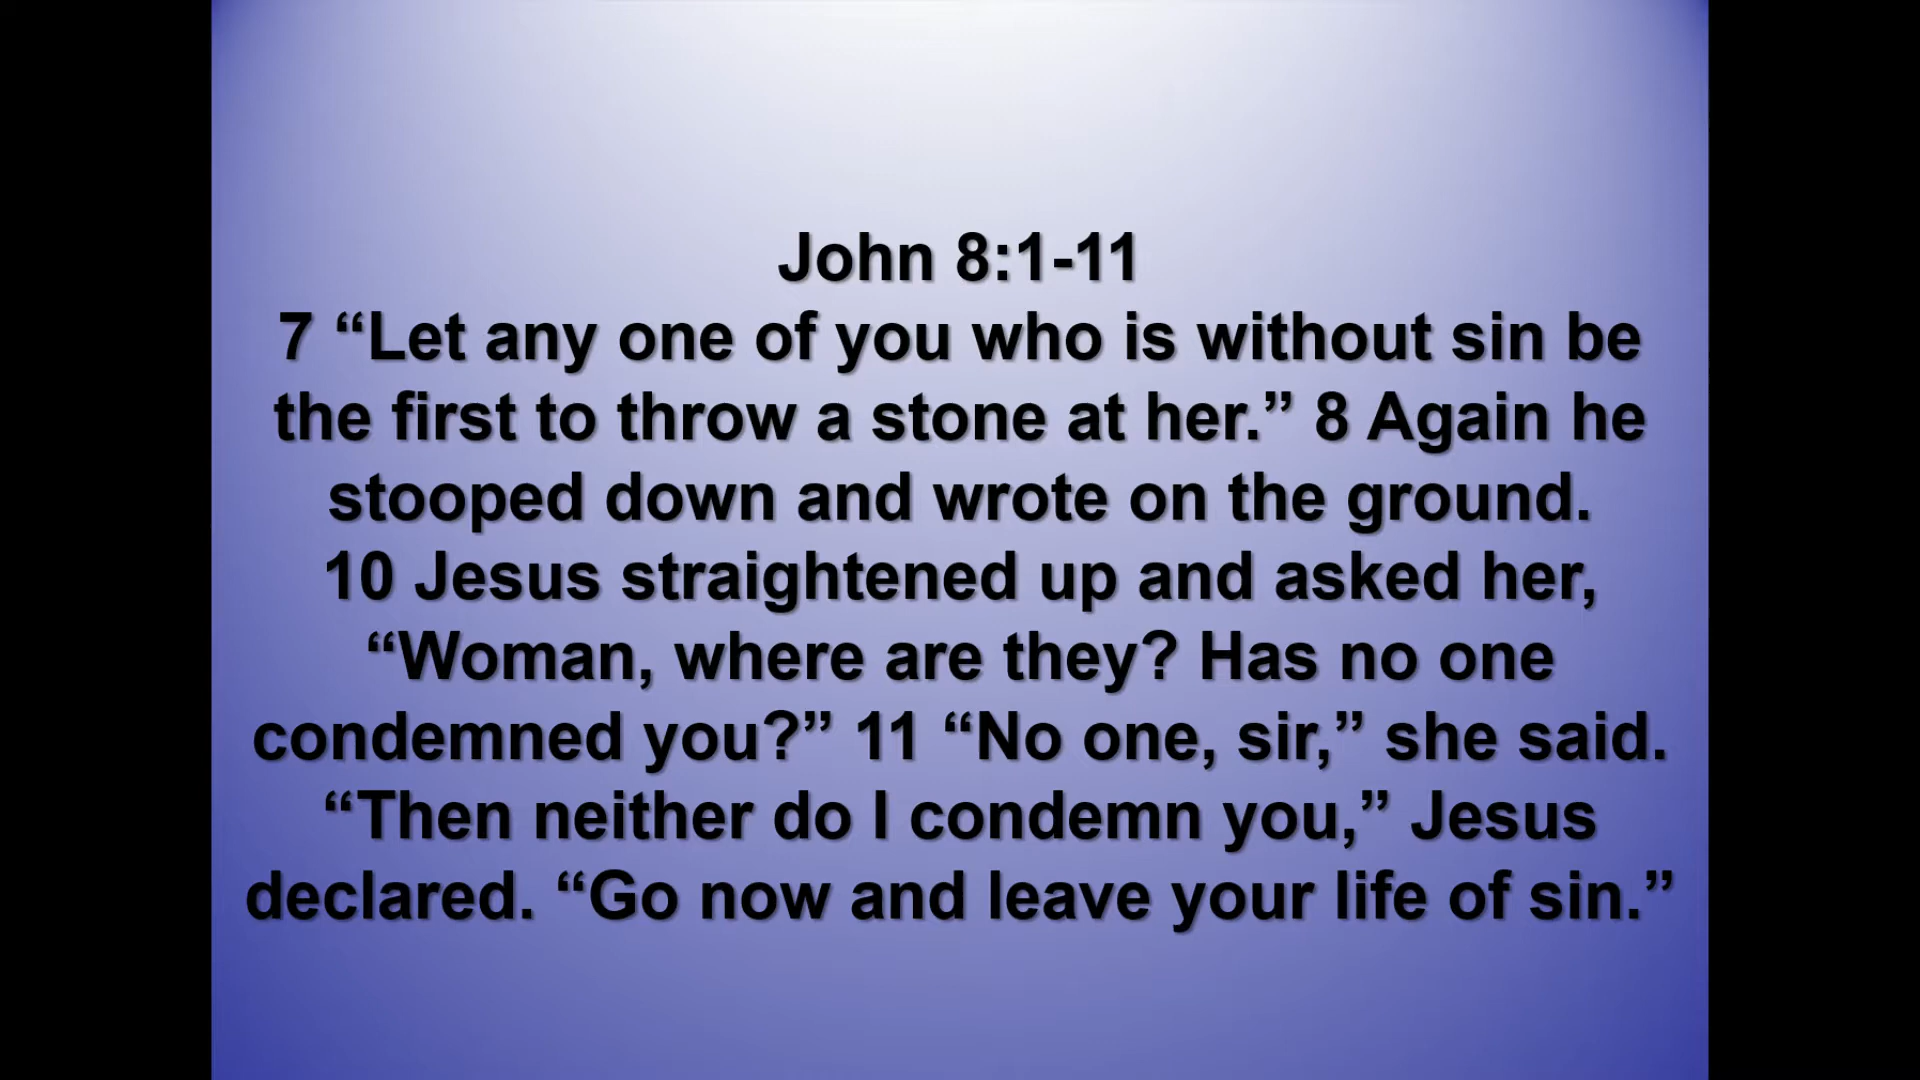 John 8:1-11
7 “Let any one of you who is without sin be
the first to throw a stone at her.” 8 Again he
stooped down and wrote on the ground.
10 Jesus straightened up and asked her,
“Woman, where are they? Has no one
condemned you?” 11 “No one, sir,” she said.
“Then neither do I condemn you,” Jesus
declared. “Go now and leave your life of sin.”